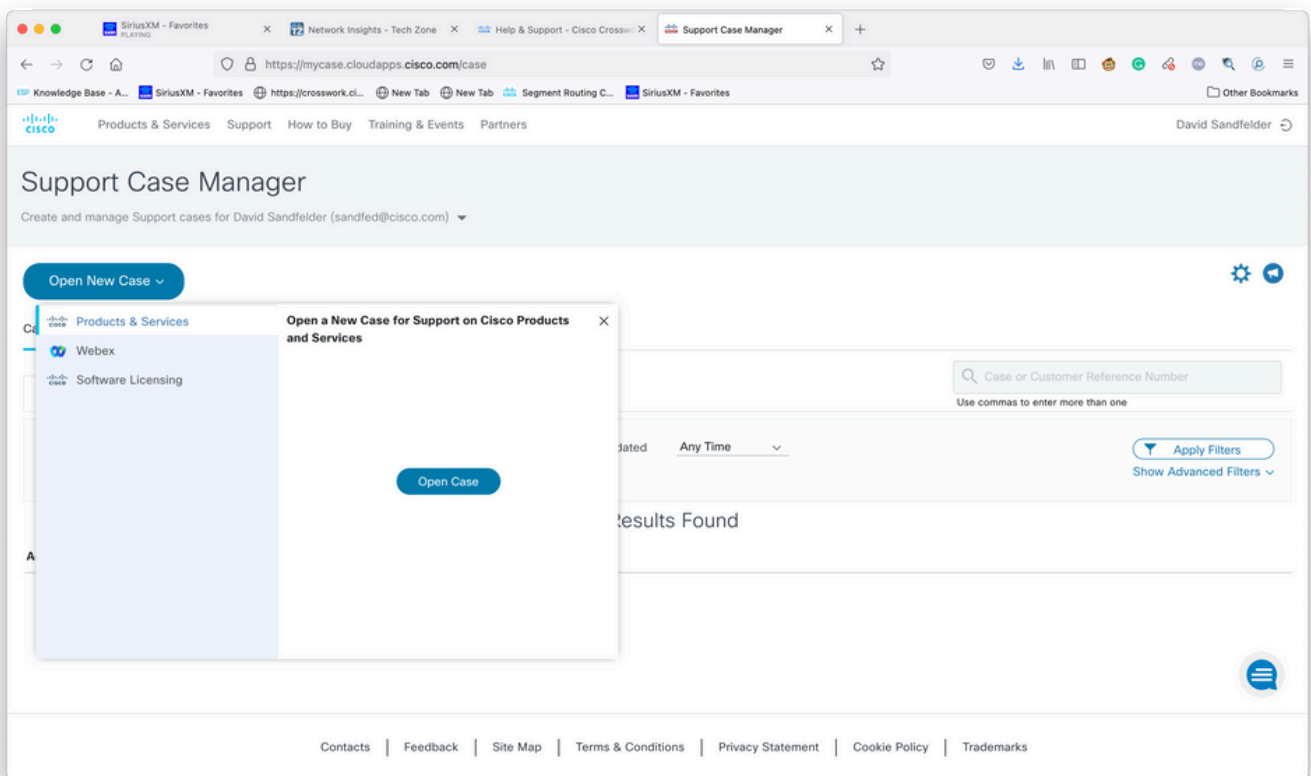 SiriusXM - Favorites
PLAYING
Network Insights - Tech Zone
Help & Support - Cisco Crosswo
Support Case Manager
https://mycase.cloudapps.cisco.com/case
Knowledge Base - A...
SiriusXM - Favorites
https://crosswork.ci...
New Tab
New Tab
Segment Routing C...
SiriusXM - Favorites
Other Bookmarks
cisco
Products & Services
Support
How to Buy
Training & Events
Partners
David Sandfelder
Support Case Manager
Create and manage Support cases for David Sandfelder (sandfed@cisco.com)
Open New Case
Ca
Products & Services
Webex
Software Licensing
Open a New Case for Support on Cisco Products
and Services
Open Case
Case or Customer Reference Number
Use commas to enter more than one
dated
Any Time
Apply Filters
Show Advanced Filters
Results Found
A
Contacts | Feedback | Site Map | Terms & Conditions | Privacy Statement | Cookie Policy | Trademarks